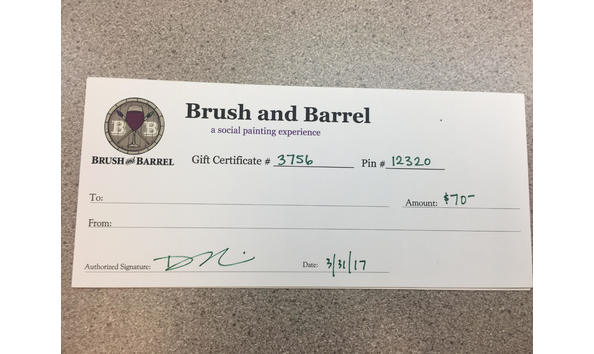 Brush and Barrel
a social painting experience
B B
BRUSH and BARREL
Gift Certificate # 3756 Pin # 12320
To: Amount: $70-
From:
Authorized Signature: Date: 3/31/17